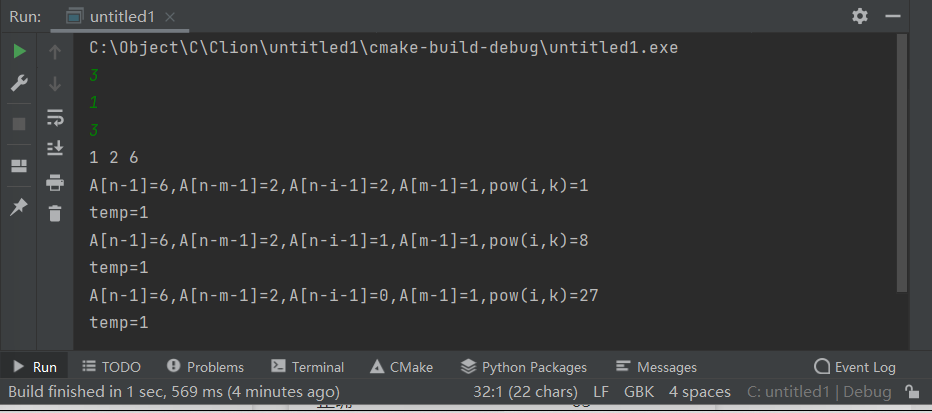 Run: untitled1
C:\Object\C\Clion\untitled1\cmake-build-debug\untitled1.exe
3
1
3
1 2 6
A[n-1]=6,A[n-m-1]=2,A[n-i-1]=2,A[m-1]=1,pow(i,k)=1
temp=1
A[n-1]=6,A[n-m-1]=2,A[n-i-1]=1,A[m-1]=1,pow(i,k)=8
temp=1
A[n-1]=6,A[n-m-1]=2,A[n-i-1]=0,A[m-1]=1,pow(i,k)=27
temp=1
Run TODO Problems Terminal CMake Python Packages Messages Event Log
Build finished in 1 sec, 569 ms (4 minutes ago) 32:1 (22 chars) LF GBK 4 spaces C: untitled1 | Debug